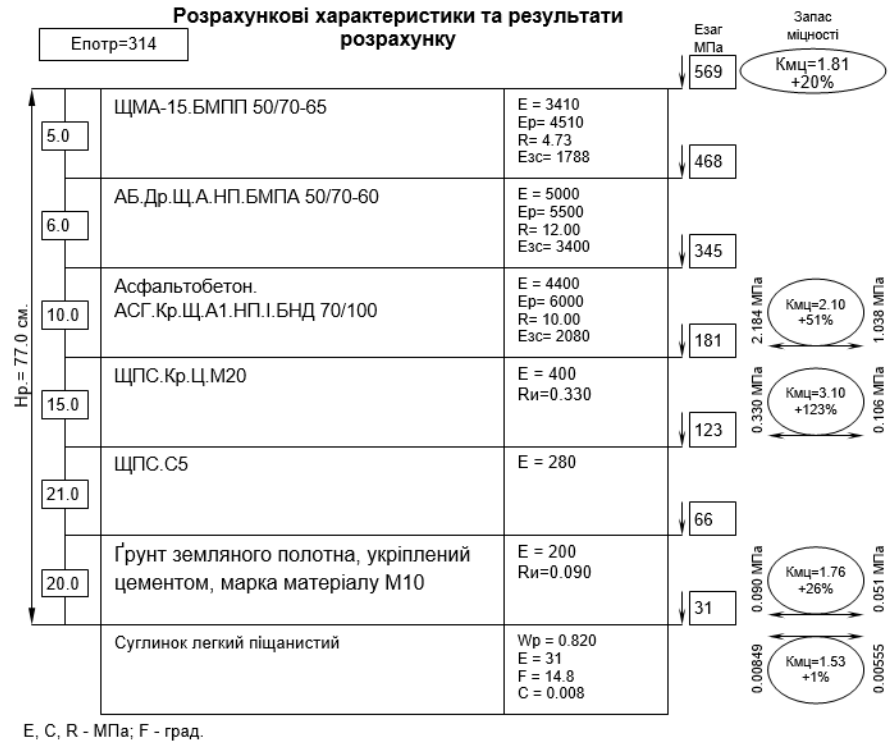 Розрахункові характеристики та результати
розрахунку
Епотр=314
Езаг
МПа
Запас
міцності
569
Кмц=1.81
+20%
5.0
ЩМА-15.БМПП 50/70-65
E = 3410
Ер= 4510
R= 4.73
Езс= 1788
468
6.0
АБ.Др.Щ.А.НП.БМПА 50/70-60
E = 5000
Ер= 5500
R= 12.00
Езс= 3400
345
10.0
Асфальтобетон.
АСГ.Кр.Щ.А1.НП.І.БНД 70/100
E = 4400
Ер= 6000
R= 10.00
Езс= 2080
181
2.184 МПа
Кмц=2.10
+51%
1.038 МПа
Нр.= 77.0 см.
15.0
ЩПС.Кр.Ц.М20
E = 400
Rи=0.330
123
0.330 МПа
Кмц=3.10
+123%
0.106 МПа
21.0
ЩПС.С5
E = 280
66
20.0
Ґрунт земляного полотна, укріплений
цементом, марка матеріалу М10
E = 200
Rи=0.090
31
0.090 МПа
Кмц=1.76
+26%
0.051 МПа
Суглинок легкий піщанистий
Wp = 0.820
E = 31
F = 14.8
C = 0.008
0.00849
Кмц=1.53
+1%
0.00555
E, C, R - МПа; F - град.